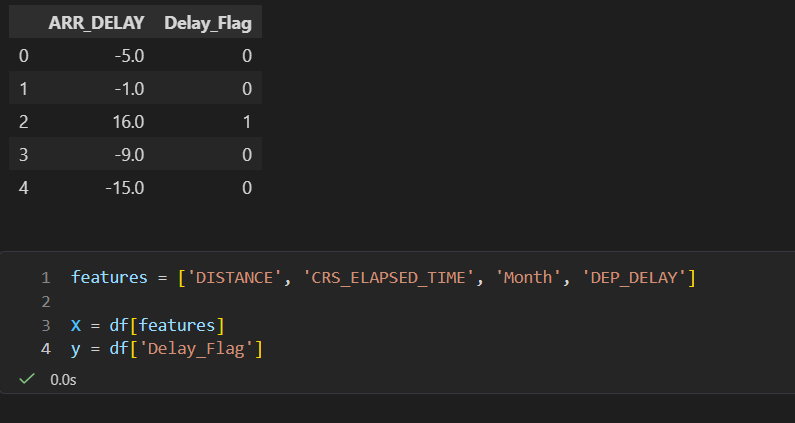 ARR_DELAY Delay_Flag
0 -5.0 0
1 -1.0 0
2 16.0 1
3 -9.0 0
4 -15.0 0
1 features = ['DISTANCE', 'CRS_ELAPSED_TIME', 'Month', 'DEP_DELAY']
2
3 X = df[features]
4 y = df['Delay_Flag']
0.0s